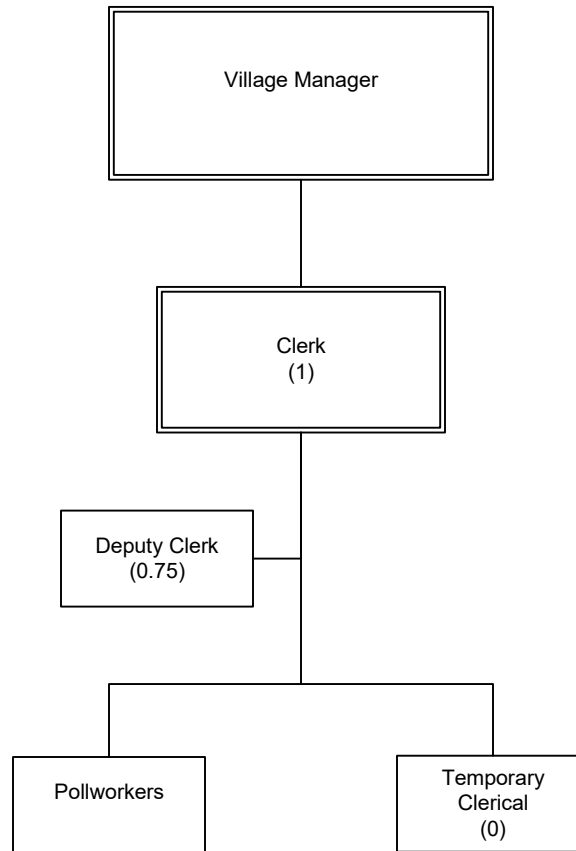 Village Manager
Clerk
(1)
Deputy Clerk
(0.75)
Pollworkers
Temporary
Clerical
(0)